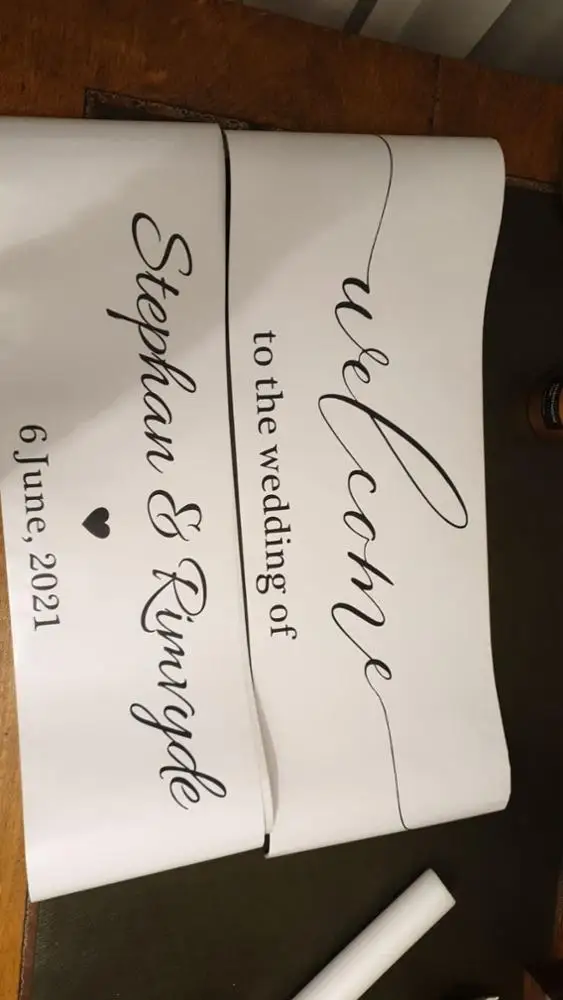 welcome
to the wedding of
Stephan & Rimvyde
♥
6 June, 2021